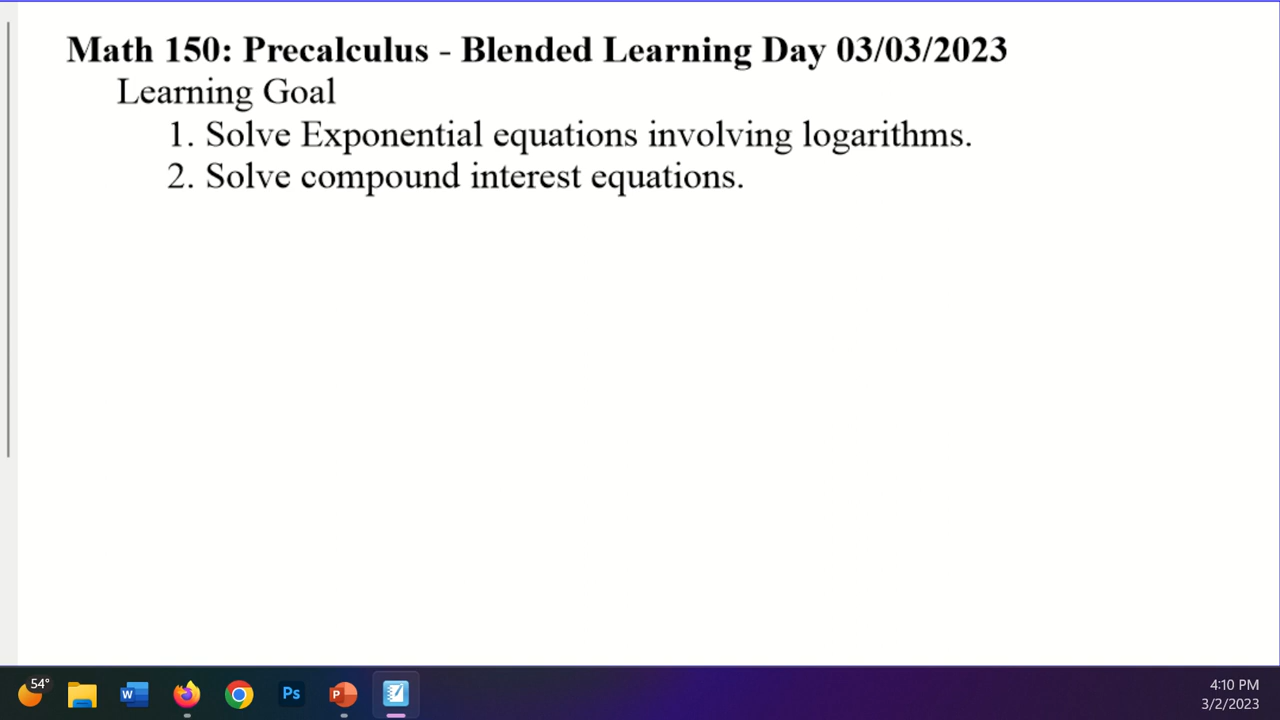 Math 150: Precalculus - Blended Learning Day 03/03/2023
Learning Goal
1. Solve Exponential equations involving logarithms.
2. Solve compound interest equations.
54°
W
Ps
P
4:10 PM
3/2/2023